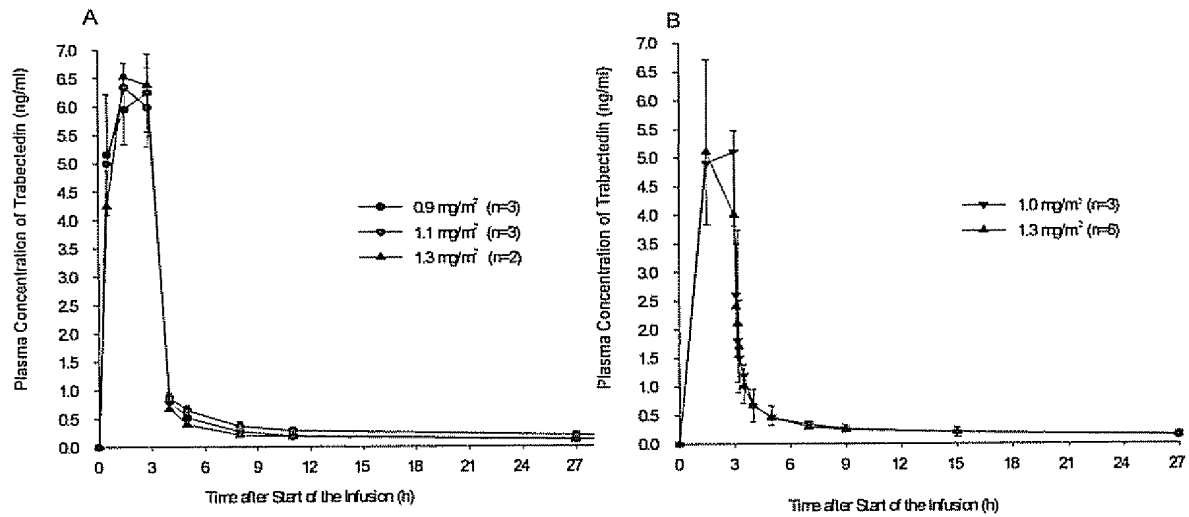 A
Plasma Concentration of Trabectedin (ng/ml)
7.0
6.5
6.0
5.5
5.0
4.5
4.0
3.5
3.0
2.5
2.0
1.5
1.0
0.5
0.0
0 3 6 9 12 15 18 21 24 27
Time after Start of the Infusion (h)
0.9 mg/m² (n=3)
1.1 mg/m² (n=3)
1.3 mg/m² (n=2)
B
Plasma Concentration of Trabectedin (ng/ml)
7.0
6.5
6.0
5.5
5.0
4.5
4.0
3.5
3.0
2.5
2.0
1.5
1.0
0.5
0.0
0 3 6 9 12 15 18 21 24 27
Time after Start of the Infusion (h)
1.0 mg/m² (n=3)
1.3 mg/m² (n=6)